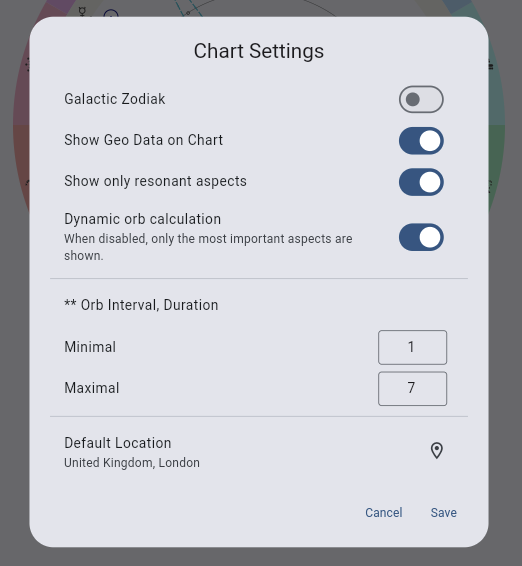 Chart Settings
Galactic Zodiak
Show Geo Data on Chart
Show only resonant aspects
Dynamic orb calculation
When disabled, only the most important aspects are
shown.
** Orb Interval, Duration
Minimal 1
Maximal 7
Default Location
United Kingdom, London
Cancel Save